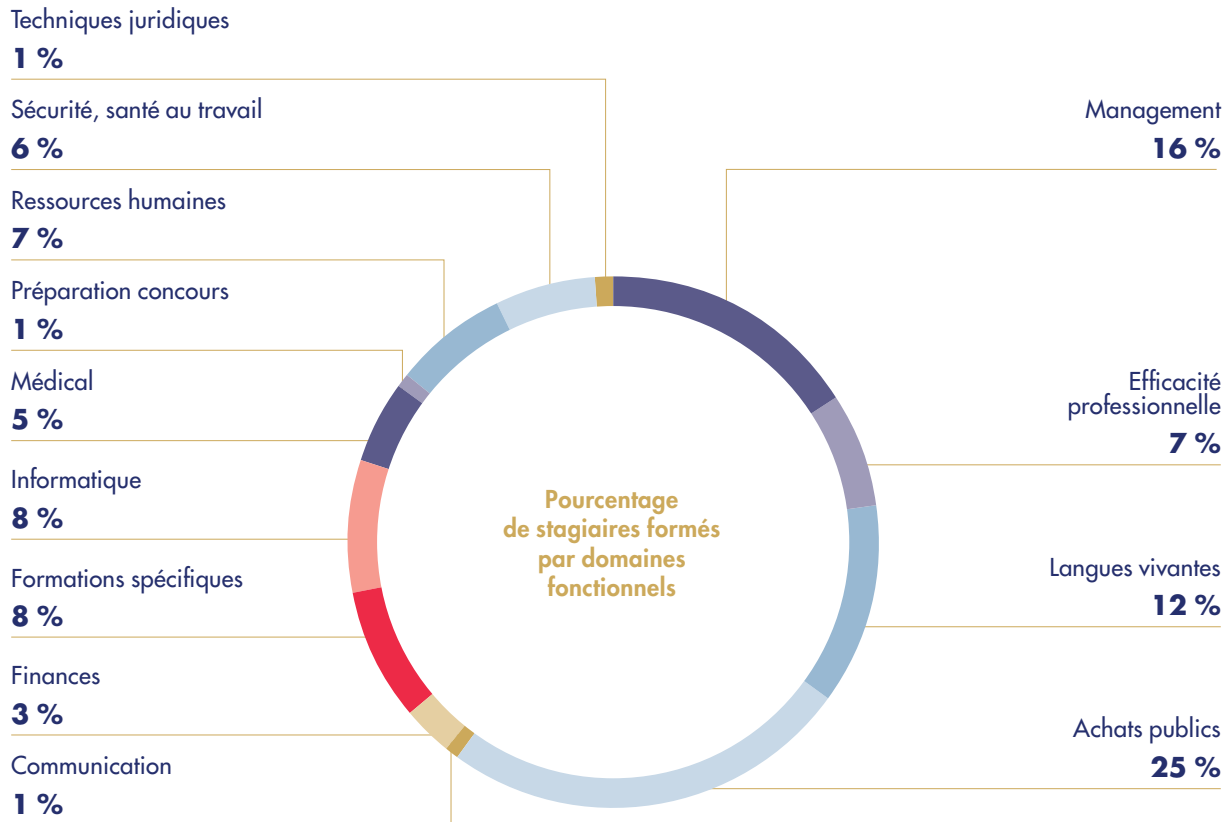 Techniques juridiques
1 %
Sécurité, santé au travail
6 %
Ressources humaines
7 %
Préparation concours
1 %
Médical
5 %
Informatique
8 %
Formations spécifiques
8 %
Finances
3 %
Communication
1 %
Pourcentage
de stagiaires formés
par domaines
fonctionnels
Management
16 %
Efficacité
professionnelle
7 %
Langues vivantes
12 %
Achats publics
25 %